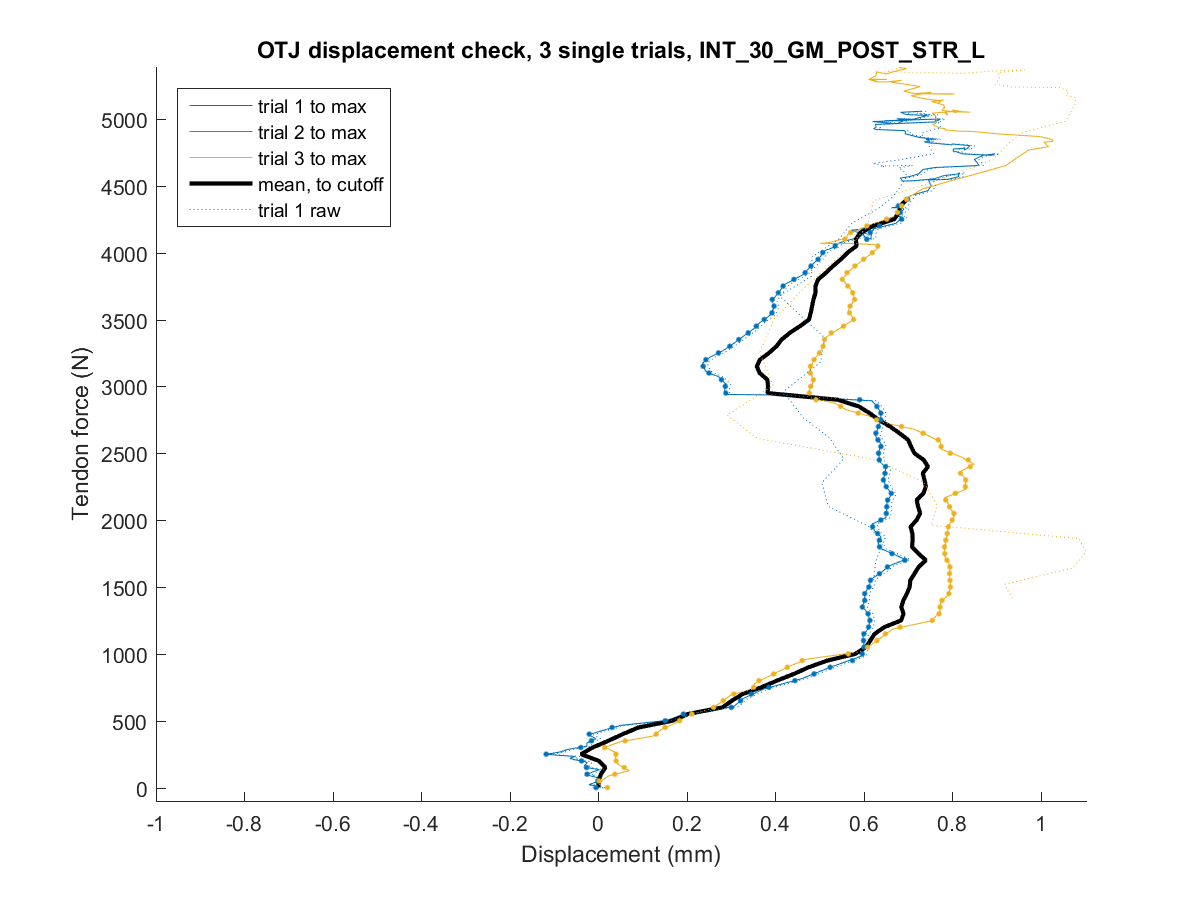 OTJ displacement check, 3 single trials, INT_30_GM_POST_STR_L
trial 1 to max
trial 2 to max
trial 3 to max
mean, to cutoff
trial 1 raw
Tendon force (N)
5000
4500
4000
3500
3000
2500
2000
1500
1000
500
0
-1 -0.8 -0.6 -0.4 -0.2 0 0.2 0.4 0.6 0.8 1
Displacement (mm)